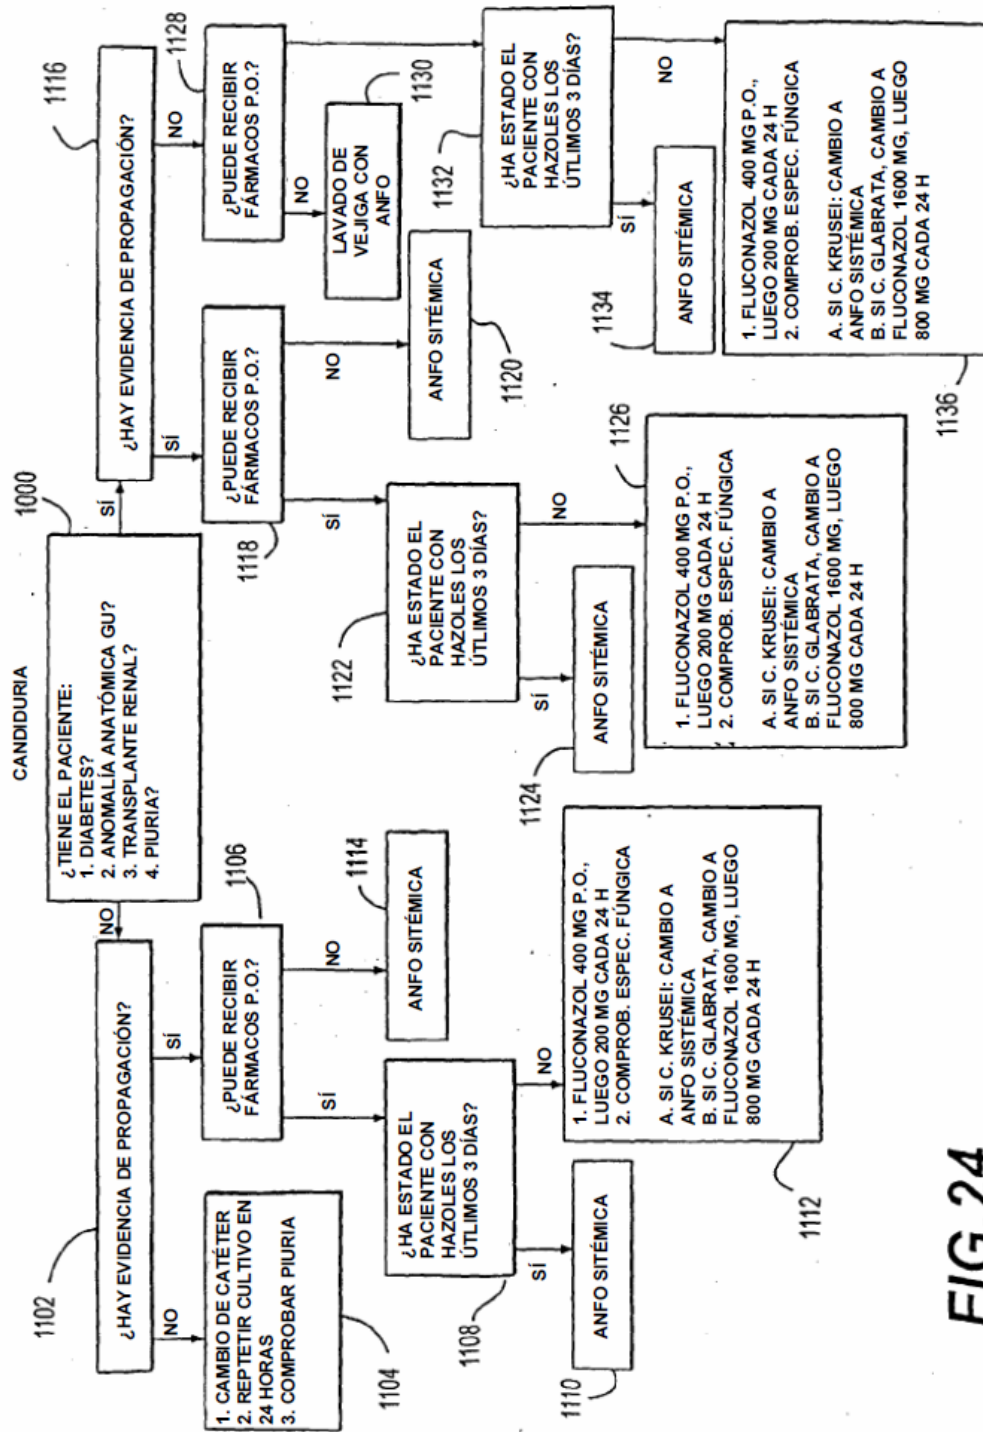 CANDIDURIA
1000
¿TIENE EL PACIENTE:
1. DIABETES?
2. ANOMALÍA ANATÓMICA GU?
3. TRANSPLANTE RENAL?
4. PIURIA?
NO
SÍ
1102
¿HAY EVIDENCIA DE PROPAGACIÓN?
NO
SÍ
1. CAMBIO DE CATÉTER
2. REPTETIR CULTIVO EN
24 HORAS
3. COMPROBAR PIURIA
1104
1106
¿PUEDE RECIBIR
FÁRMACOS P.O.?
SÍ
NO
ANFO SITÉMICA
1114
¿HA ESTADO EL
PACIENTE CON
HAZOLES LOS
ÚTLIMOS 3 DÍAS?
1108
SÍ
NO
ANFO SISTÉMICA
1110
1. FLUCONAZOL 400 MG P.O.,
LUEGO 200 MG CADA 24 H
2. COMPROB. ESPEC. FÚNGICA
A. SI C. KRUSEI: CAMBIO A
ANFO SISTÉMICA
B. SI C. GLABRATA, CAMBIO A
FLUCONAZOL 1600 MG, LUEGO
800 MG CADA 24 H
1112
1116
¿HAY EVIDENCIA DE PROPAGACIÓN?
SÍ
NO
¿PUEDE RECIBIR
FÁRMACOS P.O.?
1118
SÍ
NO
ANFO SITÉMICA
1120
1122
¿HA ESTADO EL
PACIENTE CON
HAZOLES LOS
ÚTLIMOS 3 DÍAS?
SÍ
NO
ANFO SISTÉMICA
1124
1126
1. FLUCONAZOL 400 MG P.O.,
LUEGO 200 MG CADA 24 H
2. COMPROB. ESPEC. FÚNGICA
A. SI C. KRUSEI: CAMBIO A
ANFO SISTÉMICA
B. SI C. GLABRATA, CAMBIO A
FLUCONAZOL 1600 MG, LUEGO
800 MG CADA 24 H
1128
¿PUEDE RECIBIR
FÁRMACOS P.O.?
NO
LAVADO DE
VEJIGA CON
ANFO
1130
1132
¿HA ESTADO EL
PACIENTE CON
HAZOLES LOS
ÚTLIMOS 3 DÍAS?
SÍ
NO
1134
ANFO SITÉMICA
1. FLUCONAZOL 400 MG P.O.,
LUEGO 200 MG CADA 24 H
2. COMPROB. ESPEC. FÚNGICA
A. SI C. KRUSEI: CAMBIO A
ANFO SISTÉMICA
B. SI C. GLABRATA, CAMBIO A
FLUCONAZOL 1600 MG, LUEGO
800 MG CADA 24 H
1136
FIG 24